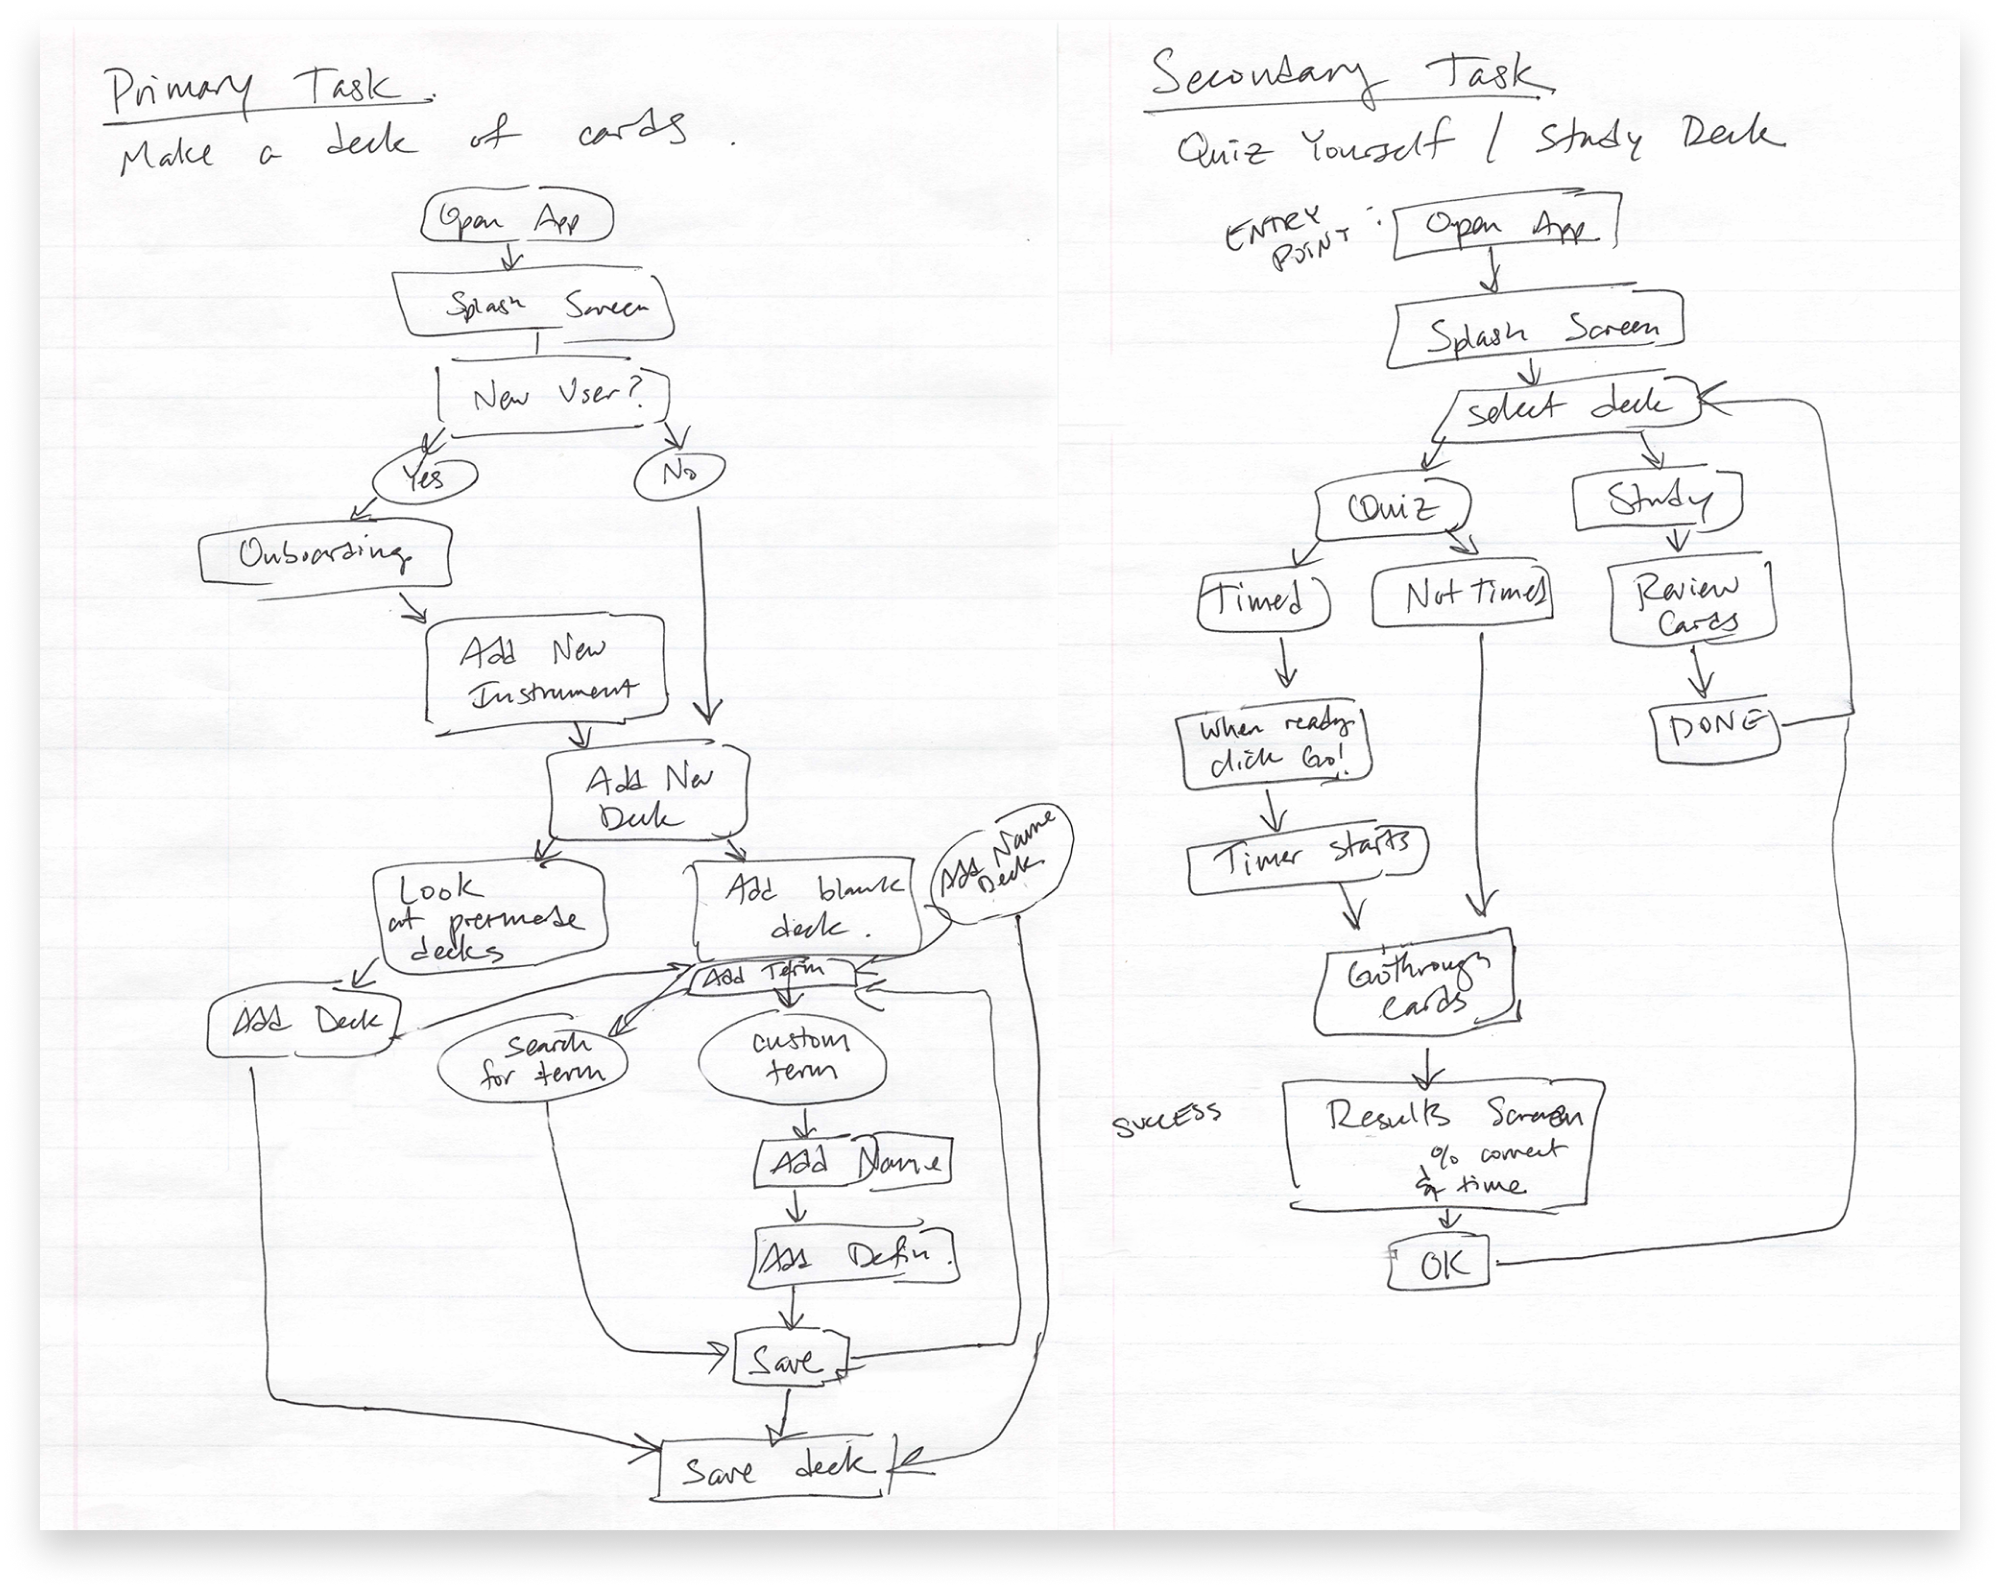 Primary Task.
Make a deck of cards.
Open App
Splash Screen
New User?
Yes
No
Onboarding
Add New
Instrument
Add New
Deck
Look
at premade
decks
Add blank
deck.
Add Name
Deck
Add Deck
Add Term
Search
for term
custom
term
Add Name
Add Defin.
Save
Save deck
Secondary Task
Quiz Yourself / Study Deck
ENTRY
POINT :
Open App
Splash Screen
select deck
Quiz
Study
Timed
Not Timed
Review
Cards
When ready
click Go!
DONE
Timer starts
Go through
cards
SUCCESS
Results Screen
% correct
& time
OK